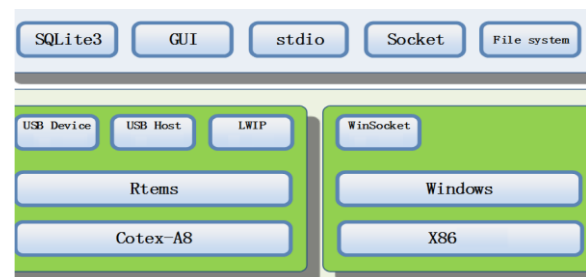 SQLite3 GUI stdio Socket File system
USB Device USB Host LWIP WinSocket
Rtems Windows
Cotex-A8 X86